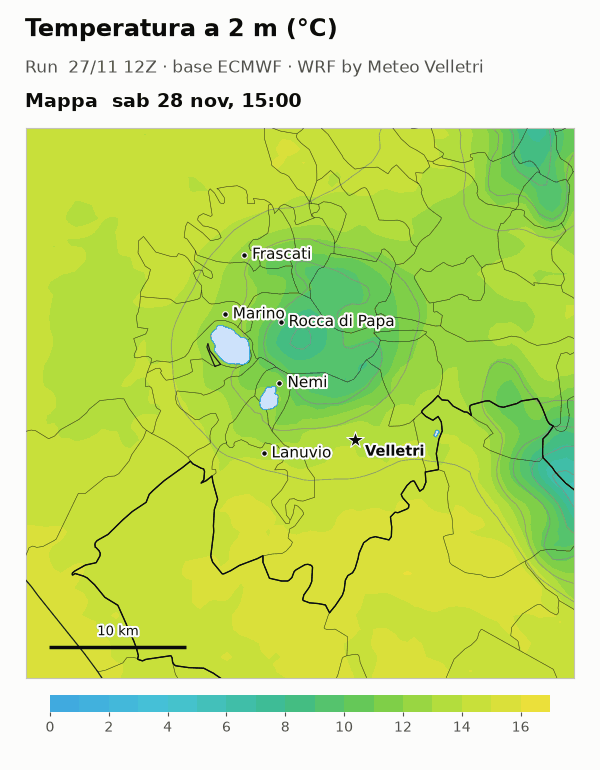 Temperatura a 2 m (°C)
Run  27/11 12Z · base ECMWF · WRF by Meteo Velletri
Mappa  sab 28 nov, 15:00
Frascati
Marino
Rocca di Papa
Nemi
Velletri
Lanuvio
10 km
0 2 4 6 8 10 12 14 16